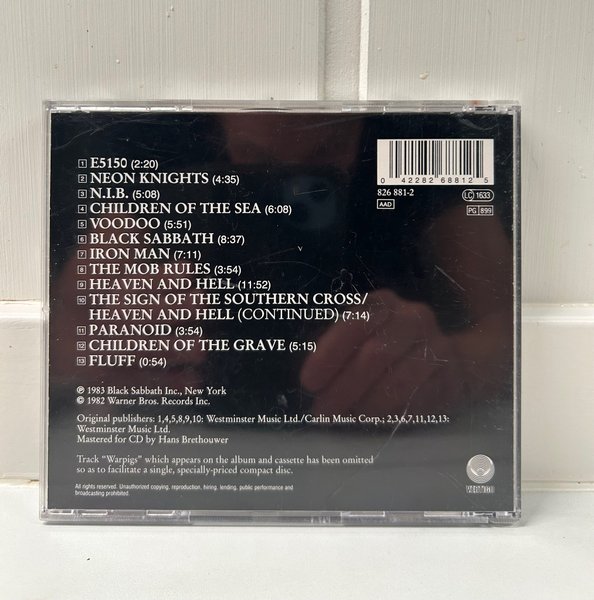 1 E5150 (2:20)
2 NEON KNIGHTS (4:35)
3 N.I.B. (5:08)
4 CHILDREN OF THE SEA (6:08)
5 VOODOO (5:51)
6 BLACK SABBATH (8:37)
7 IRON MAN (7:11)
8 THE MOB RULES (3:54)
9 HEAVEN AND HELL (11:52)
10 THE SIGN OF THE SOUTHERN CROSS/
HEAVEN AND HELL (CONTINUED) (7:14)
11 PARANOID (3:54)
12 CHILDREN OF THE GRAVE (5:15)
13 FLUFF (0:54)
0 42282 68812 5
826 881-2
LC 1633
AAD
PG 899
℗ 1983 Black Sabbath Inc., New York
© 1982 Warner Bros. Records Inc.
Original publishers: 1,4,5,8,9,10: Westminster Music Ltd./Carlin Music Corp.; 2,3,6,7,11,12,13:
Westminster Music Ltd.
Mastered for CD by Hans Brethouwer
Track "Warpigs" which appears on the album and cassette has been omitted
so as to facilitate a single, specially-priced compact disc.
All rights reserved. Unauthorized copying, reproduction, hiring, lending, public performance and
broadcasting prohibited.
VERTIGO